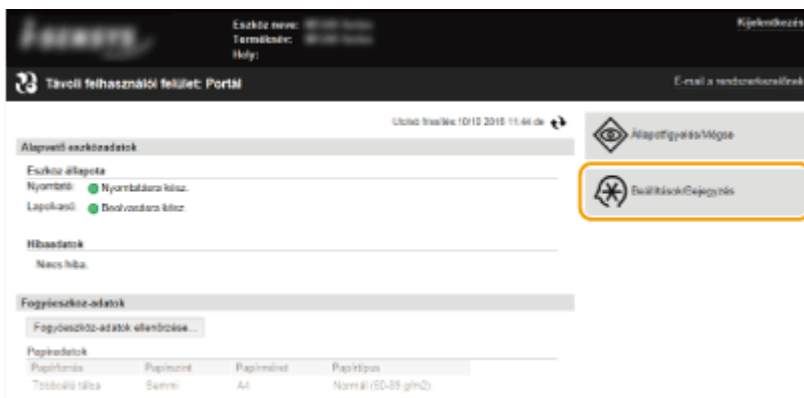 i-SENSYS
Eszköz neve:
Terméknév:
Hely:
Kijelentkezés
Távoli felhasználói felület: Portál
E-mail a rendszerkezelőnek
Utolsó frissítés: 10/10 2018 11:44 de.
Alapvető eszközadatok
Állapotfigyelés/Mégse
Eszköz állapota
Nyomtató: Nyomtatásra kész.
Beállítások/Bejegyzés
Lapolvasó: Beolvasásra kész.
Hibaadatok
Nincs hiba.
Fogyóeszköz-adatok
Fogyóeszköz-adatok ellenőrzése...
Papíradatok
Papírforrás Papírszint Papírméret Papírtípus
Többcélú tálca Semmi A4 Normál (60-89 g/m2)